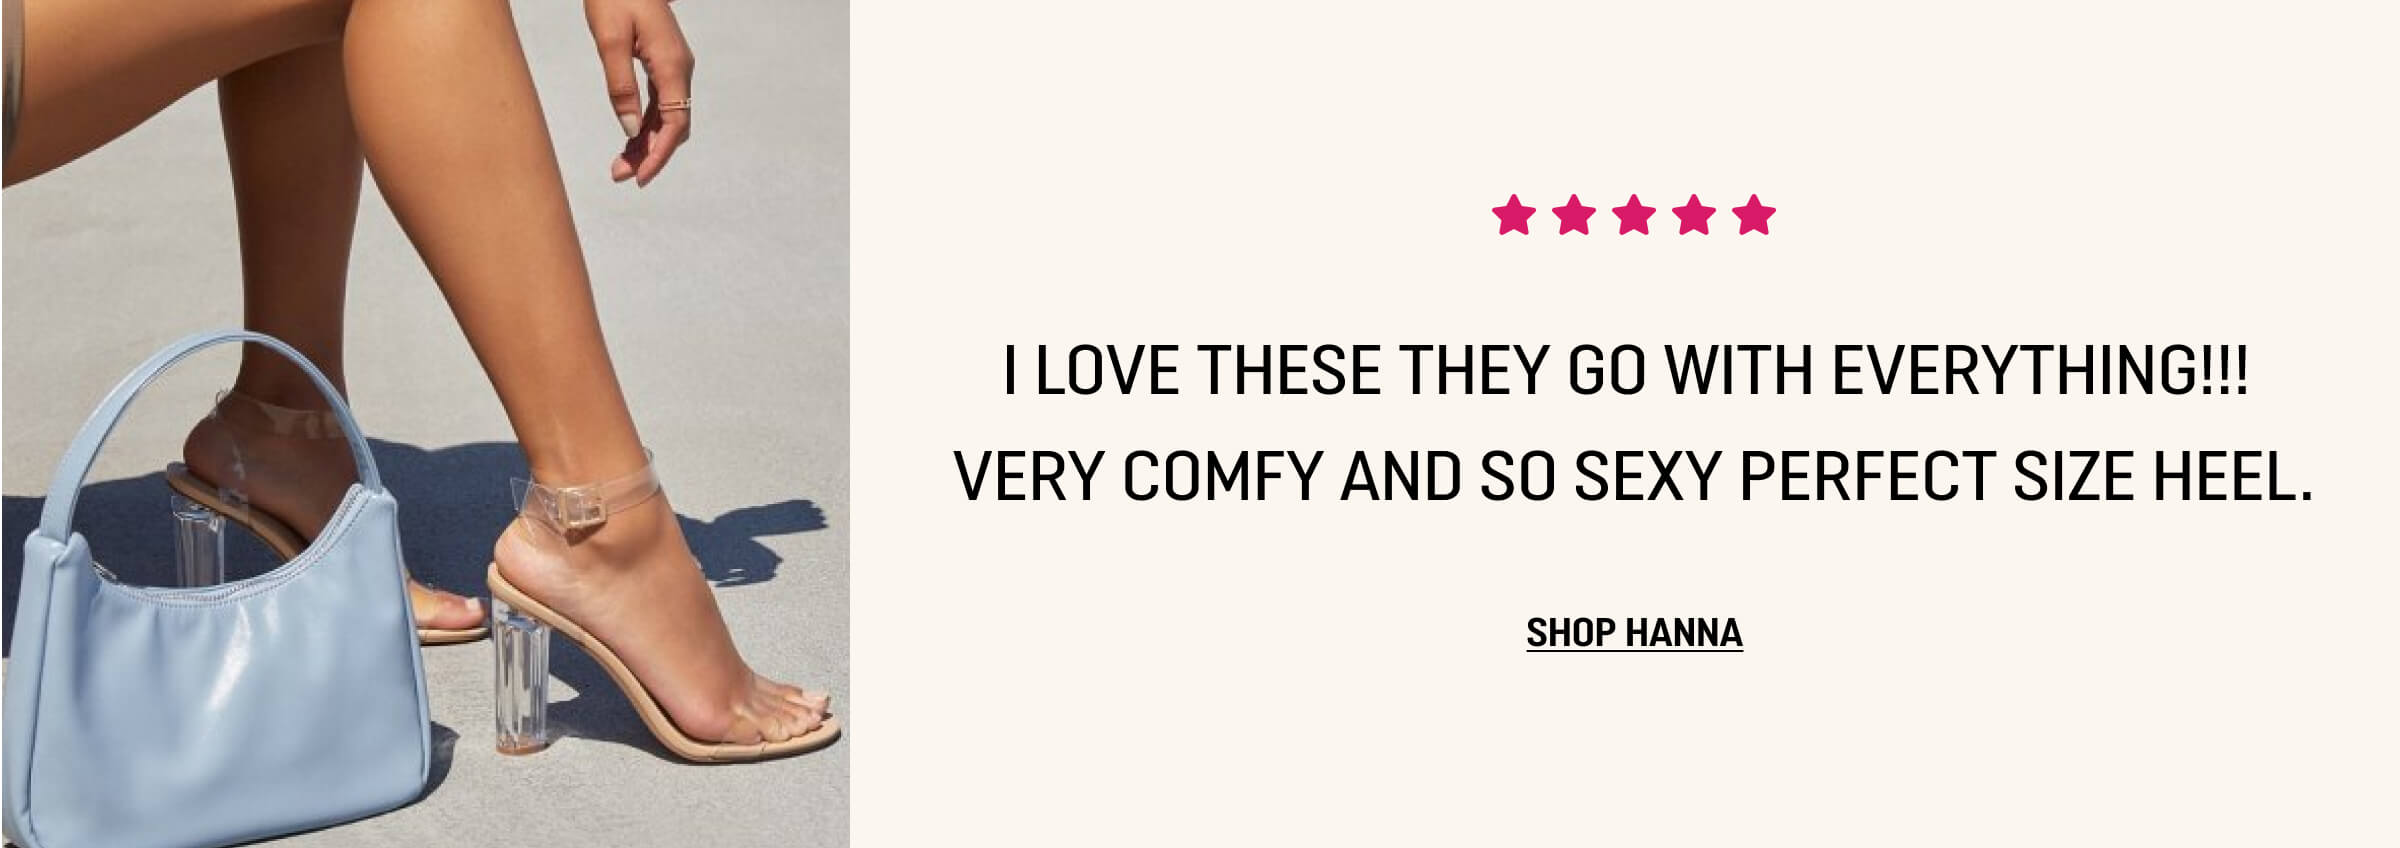 I LOVE THESE THEY GO WITH EVERYTHING!!!
VERY COMFY AND SO SEXY PERFECT SIZE HEEL.
SHOP HANNA